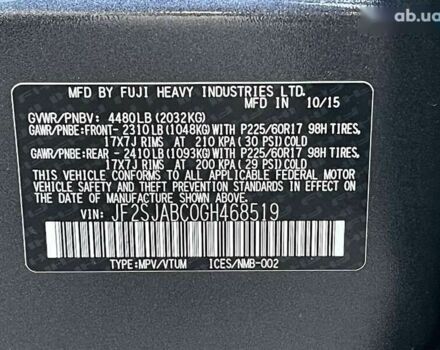 ab.ua
MFD BY FUJI HEAVY INDUSTRIES LTD.
10/15
GVWR/PNBV: 4480LB(2032KG)
GAWR/PNBE:FRONT- 2310LB(1048KG)WITH P225/60R17 98H TIRES,
17X7J RIMS AT 210 KPA (30 PSI)COLD
GAWR/PNBE:REAR - 2410LB(1093KG)WITH P225/60R17 98H TIRES,
17X7J RIMS AT 200 KPA (29 PSI)COLD
THIS VEHICLE CONFORMS TO ALL APPLICABLE FEDERAL MOTOR
VEHICLE SAFETY, BUMPER, AND THEFT PREVENTION STANDARDS
IN EFFECT ON THE DATE OF MANUFACTURE SHOWN ABOVE.
VIN: JF2SJABC0GH468519
TYPE:MPV/VTUM ICES/NMB-002